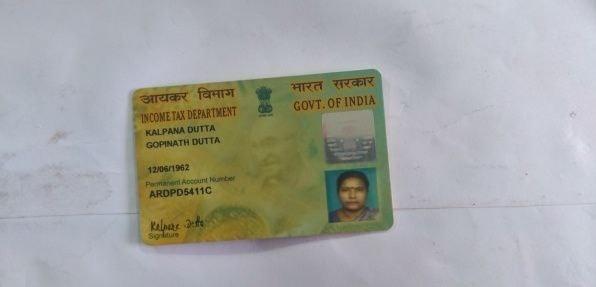 आयकर विभाग
INCOME TAX DEPARTMENT
भारत सरकार
GOVT. OF INDIA
KALPANA DUTTA
GOPINATH DUTTA
12/06/1962
Permanent Account Number
ARDPD5411C
Kalpana Dutta
Signature